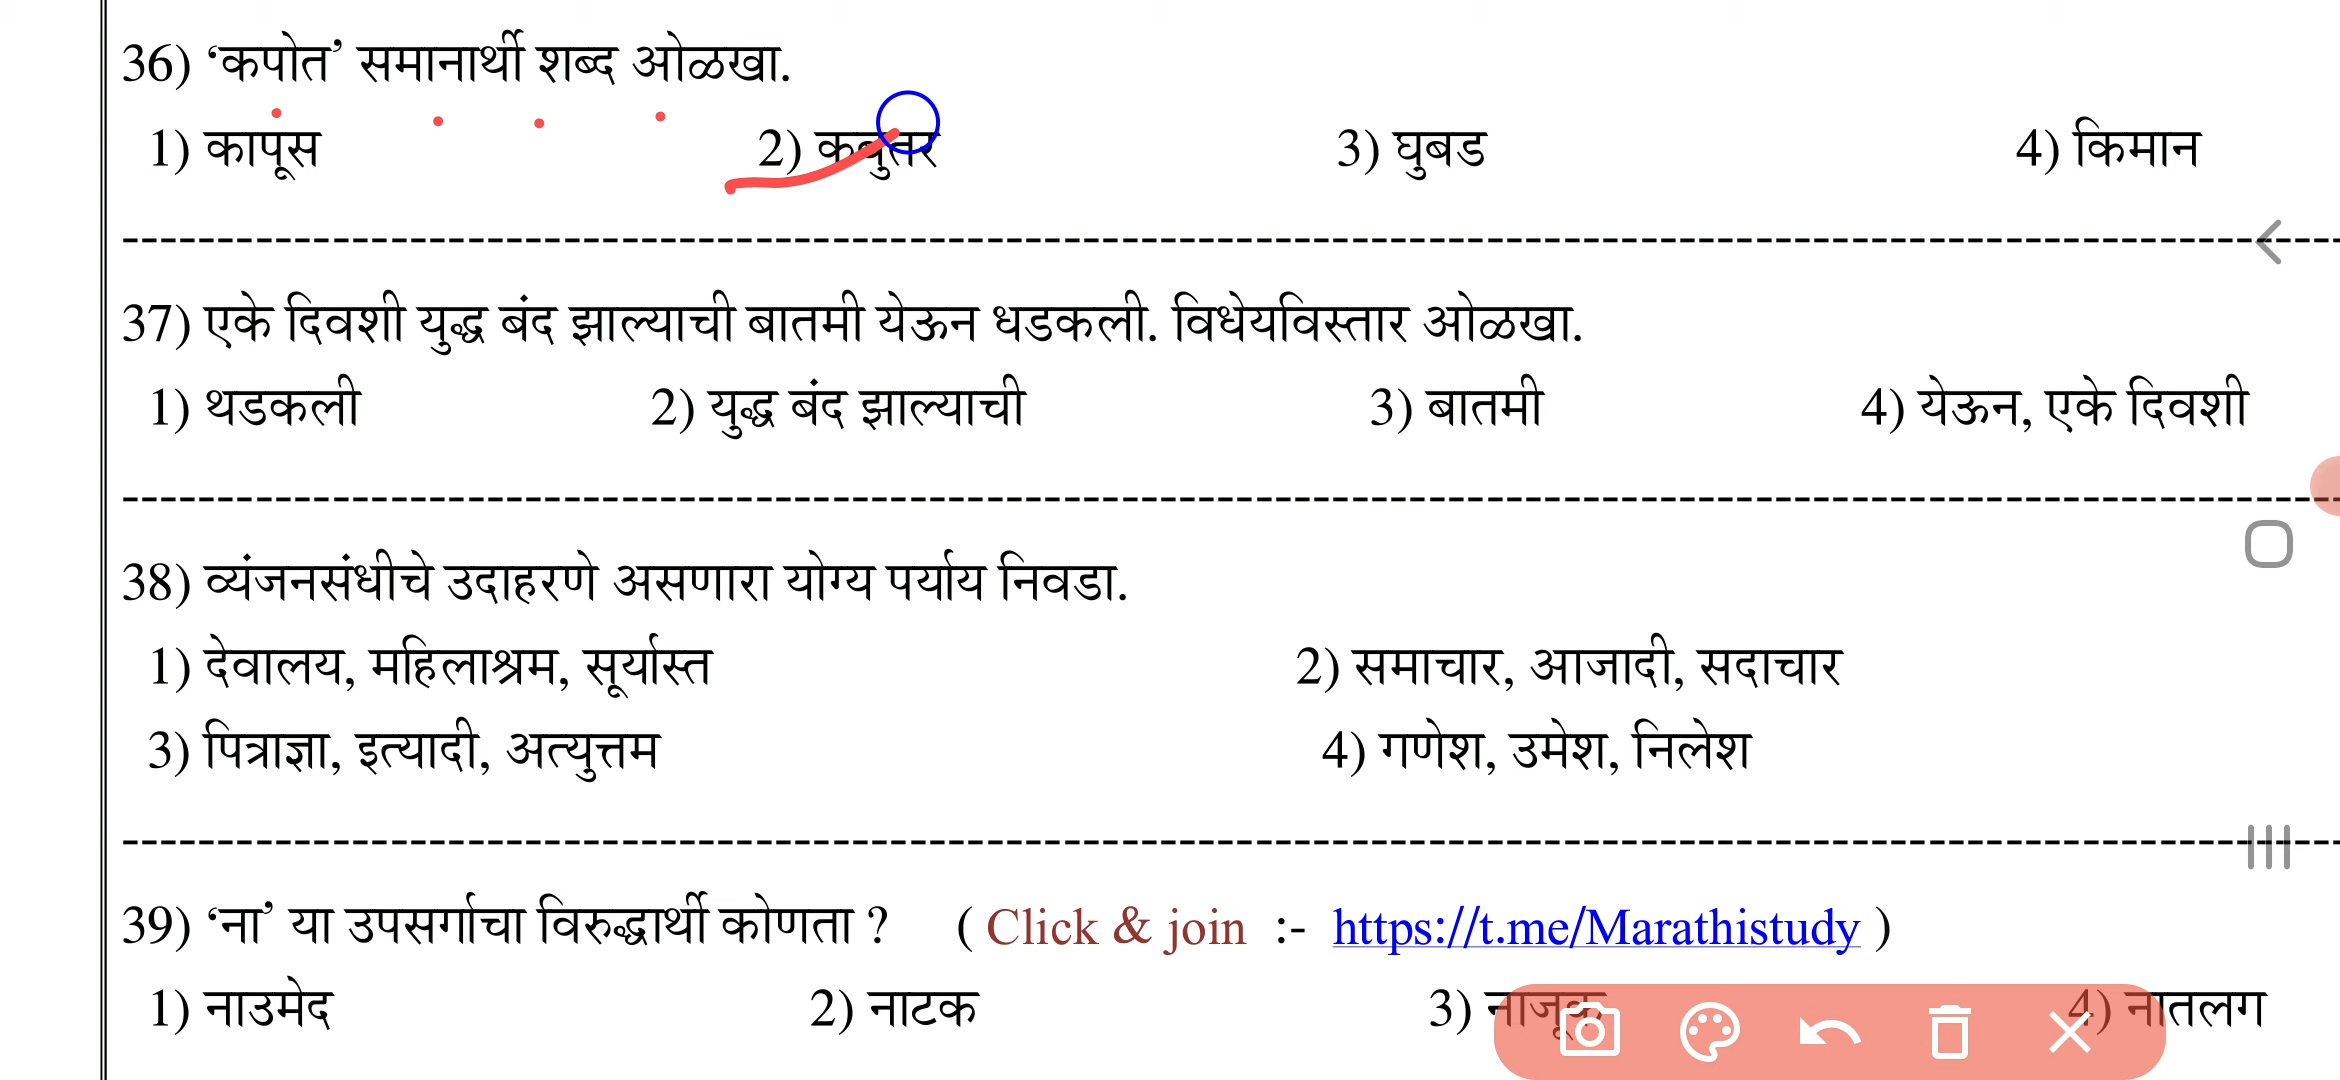 36) ‘कपोत’ समानार्थी शब्द ओळखा.
1) कापूस 2) कबुतर 3) घुबड 4) किमान
37) एके दिवशी युद्ध बंद झाल्याची बातमी येऊन धडकली. विधेयविस्तार ओळखा.
1) थडकली 2) युद्ध बंद झाल्याची 3) बातमी 4) येऊन, एके दिवशी
38) व्यंजनसंधीचे उदाहरणे असणारा योग्य पर्याय निवडा.
1) देवालय, महिलाश्रम, सूर्यास्त 2) समाचार, आजादी, सदाचार
3) पित्राज्ञा, इत्यादी, अत्युत्तम 4) गणेश, उमेश, निलेश
39) ‘ना’ या उपसर्गाचा विरुद्धार्थी कोणता ? ( Click & join :- https://t.me/Marathistudy )
1) नाउमेद 2) नाटक 3) नाजूक 4) नातलग